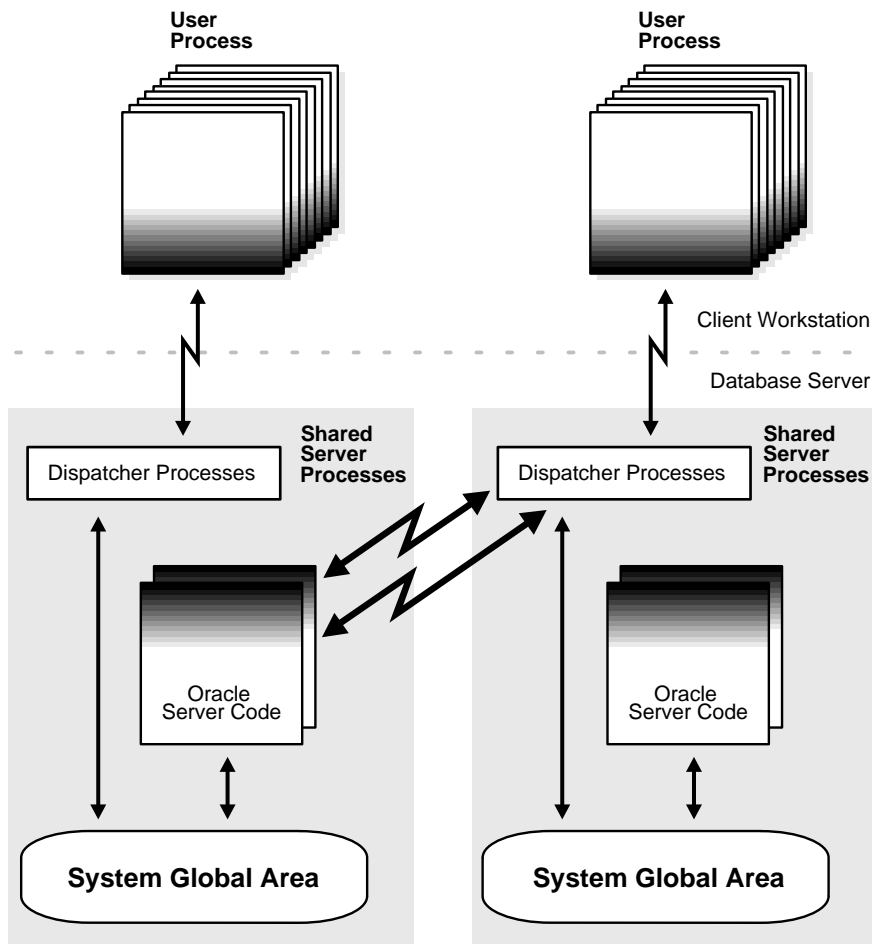 User
Process
User
Process
Client Workstation
Database Server
Shared
Server
Processes
Dispatcher Processes
Shared
Server
Processes
Dispatcher Processes
Oracle
Server Code
Oracle
Server Code
System Global Area
System Global Area